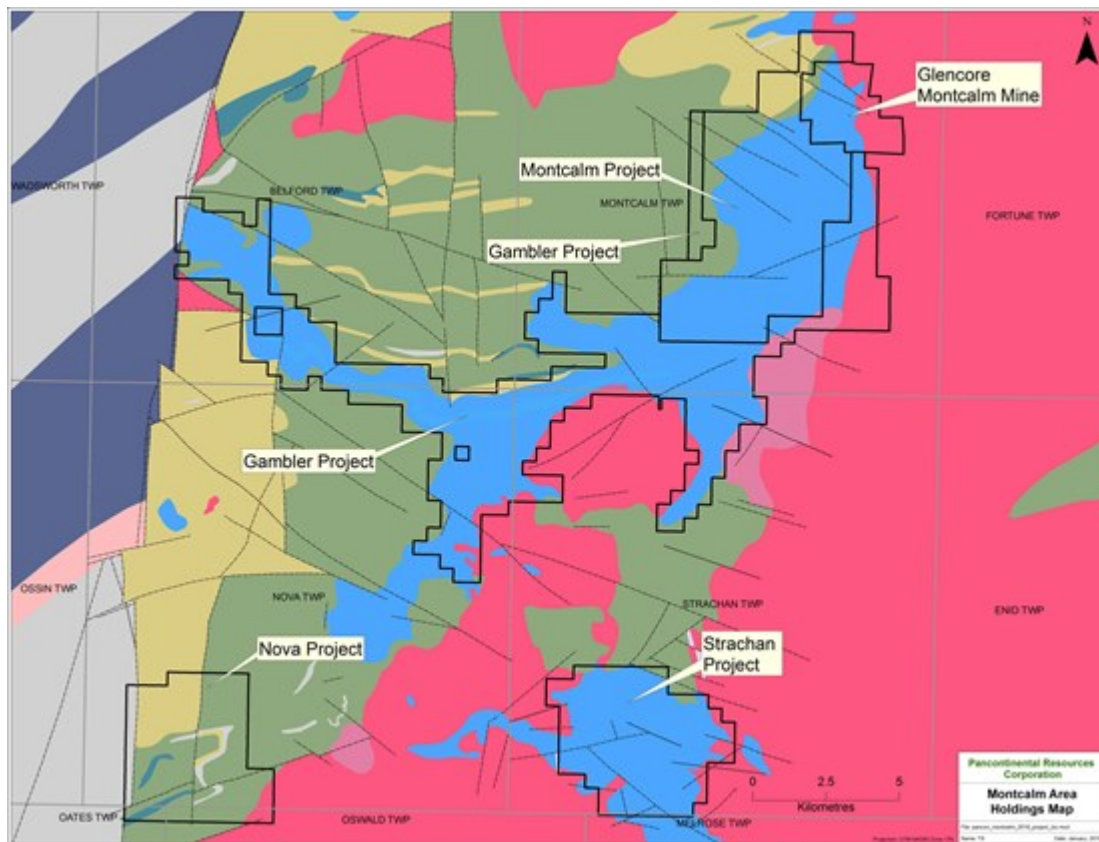 N
Glencore
Montcalm Mine
Montcalm Project
WADSWORTH TWP
BELFORD TWP
MONTCALM TWP
FORTUNE TWP
Gambler Project
Gambler Project
OSSIN TWP
NOVA TWP
STRACHAN TWP
ENID TWP
Nova Project
Strachan
Project
0 2.5 5
Kilometres
OATES TWP
OSWALD TWP
MELROSE TWP
Pancontinental Resources
Corporation
Montcalm Area
Holdings Map